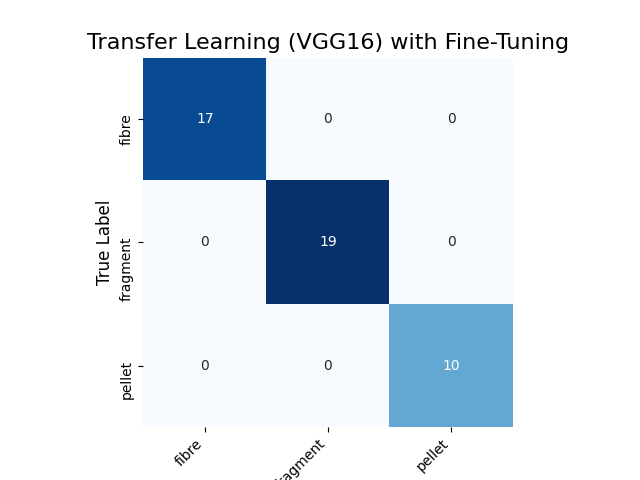 Transfer Learning (VGG16) with Fine-Tuning
True Label
fibre
17 0 0
fragment
0 19 0
pellet
0 0 10
fibre
ragment
pellet